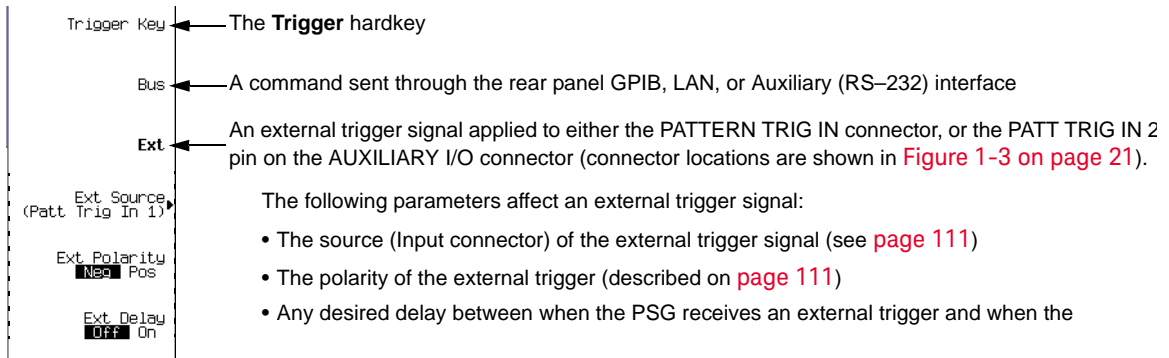 Trigger Key
The Trigger hardkey
Bus
A command sent through the rear panel GPIB, LAN, or Auxiliary (RS–232) interface
Ext
An external trigger signal applied to either the PATTERN TRIG IN connector, or the PATT TRIG IN 2
pin on the AUXILIARY I/O connector (connector locations are shown in Figure 1-3 on page 21).
Ext Source
(Patt Trig In 1)
The following parameters affect an external trigger signal:
• The source (Input connector) of the external trigger signal (see page 111)
Ext Polarity
Neg Pos
• The polarity of the external trigger (described on page 111)
Ext Delay
Off On
• Any desired delay between when the PSG receives an external trigger and when the